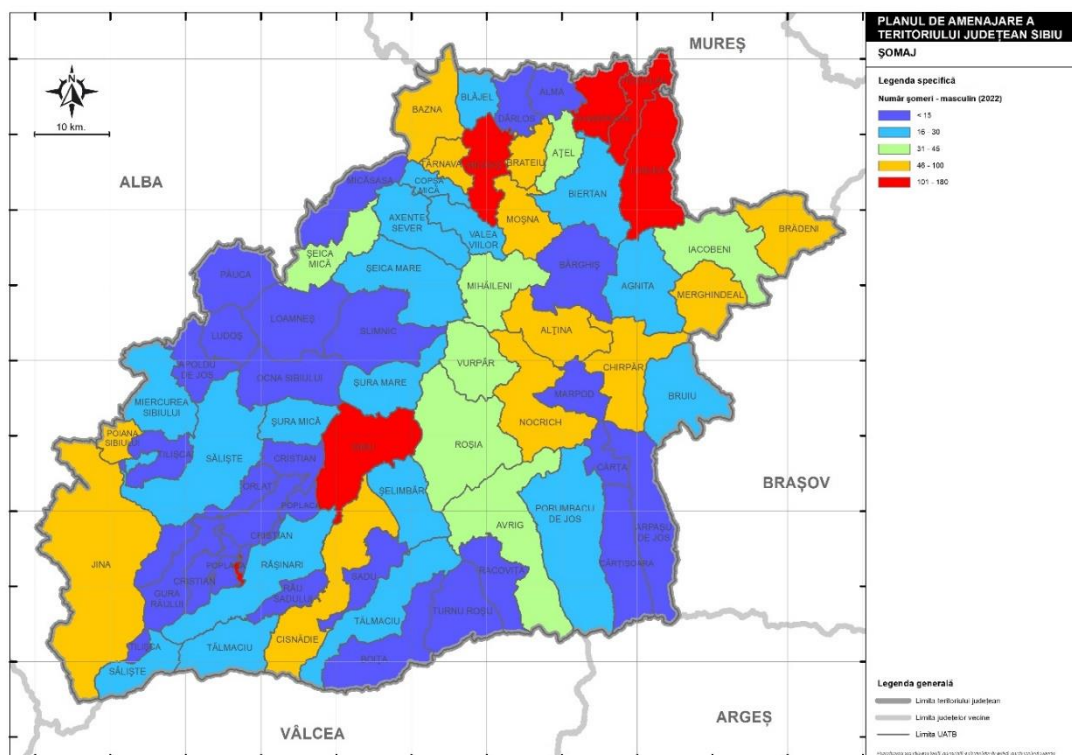 PLANUL DE AMENAJARE A
TERITORIULUI JUDEȚEAN SIBIU
ȘOMAJ
Legenda specifică
Număr șomeri - masculin (2022)
< 15
16 - 30
31 - 45
46 - 100
101 - 180
N
10 km.
MUREȘ
ALBA
BRAȘOV
ARGEȘ
VÂLCEA
BAZNA
BLĂJEL
DÂRLOS
ALMA
TÂRNAVA
BRATEIU
AȚEL
BIERTAN
MICĂSASA
COPȘA
MICĂ
AXENTE
SEVER
VALEA
VIILOR
MOȘNA
ȘEICA
MICĂ
ȘEICA MARE
MIHĂILENI
BÂRGHIȘ
AGNITA
IACOBENI
BRĂDENI
MERGHINDEAL
PĂUCA
LOAMNEȘ
SLIMNIC
LUDOȘ
APOLDU
DE JOS
OCNA SIBIULUI
ȘURA MARE
VURPĂR
ALȚINA
CHIRPĂR
MARPOD
BRUIU
NOCRICH
MIERCUREA
SIBIULUI
POIANA
SIBIULUI
TILIȘCA
SĂLIȘTE
ȘURA MICĂ
CRISTIAN
ORLAT
POPLACA
SIBIU
ROȘIA
ȘELIMBĂR
AVRIG
PORUMBACU
DE JOS
CÂRȚA
ARPAȘU
DE JOS
CÂRȚIȘOARA
JINA
CRISTIAN
POPLACA
CRISTIAN
GURA
RÂULUI
RĂȘINARI
RÂU
SADULUI
SADU
RACOVIȚA
TURNU ROȘU
TĂLMACIU
TILIȘCA
SĂLIȘTE
TĂLMACIU
CISNĂDIE
BOIȚA
Legenda generală
Limita teritoriului județean
Limita județelor vecine
Limita UATB